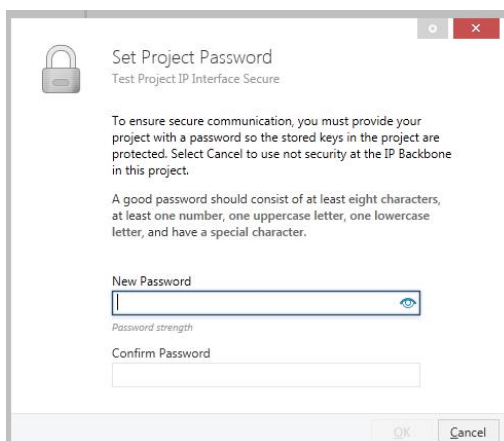 Set Project Password
Test Project IP Interface Secure
To ensure secure communication, you must provide your
project with a password so the stored keys in the project are
protected. Select Cancel to use not security at the IP Backbone
in this project.
A good password should consist of at least eight characters,
at least one number, one uppercase letter, one lowercase
letter, and have a special character.
New Password
Password strength
Confirm Password
OK Cancel